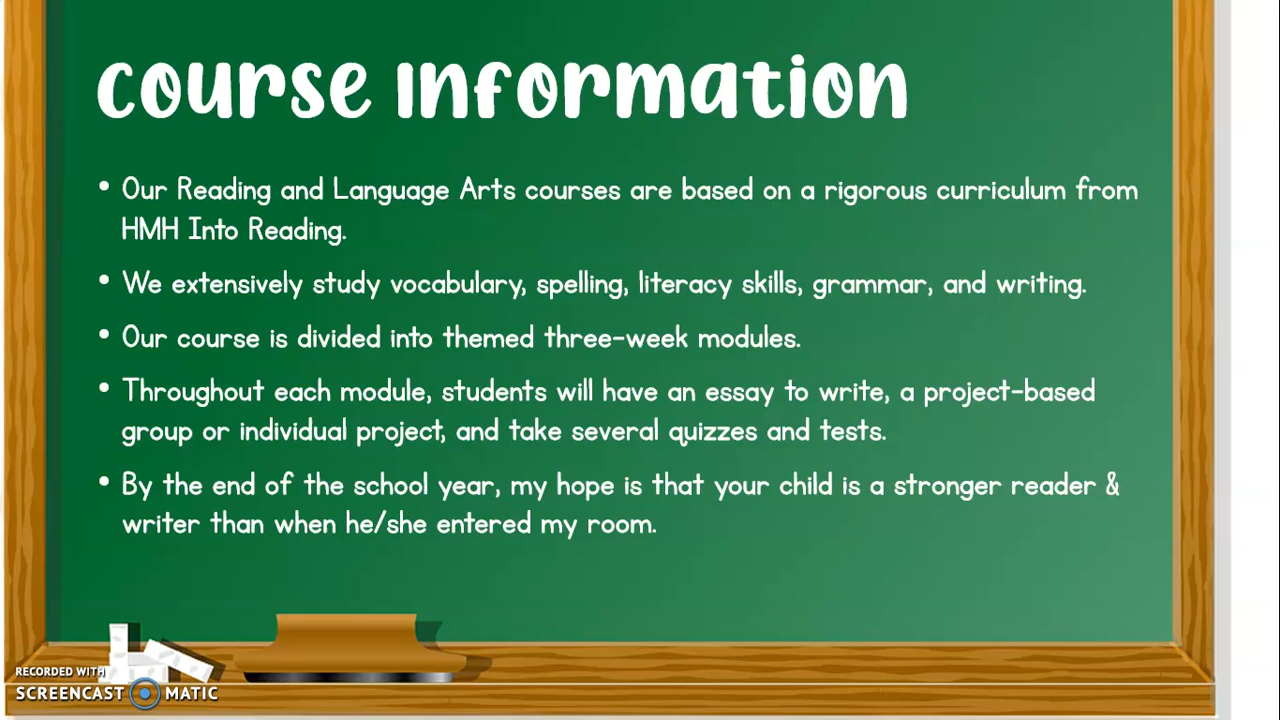 course Information
• Our Reading and Language Arts courses are based on a rigorous curriculum from
HMH Into Reading.
• We extensively study vocabulary, spelling, literacy skills, grammar, and writing.
• Our course is divided into themed three-week modules.
• Throughout each module, students will have an essay to write, a project-based
group or individual project, and take several quizzes and tests.
• By the end of the school year, my hope is that your child is a stronger reader &
writer than when he/she entered my room.
RECORDED WITH
SCREENCAST MATIC